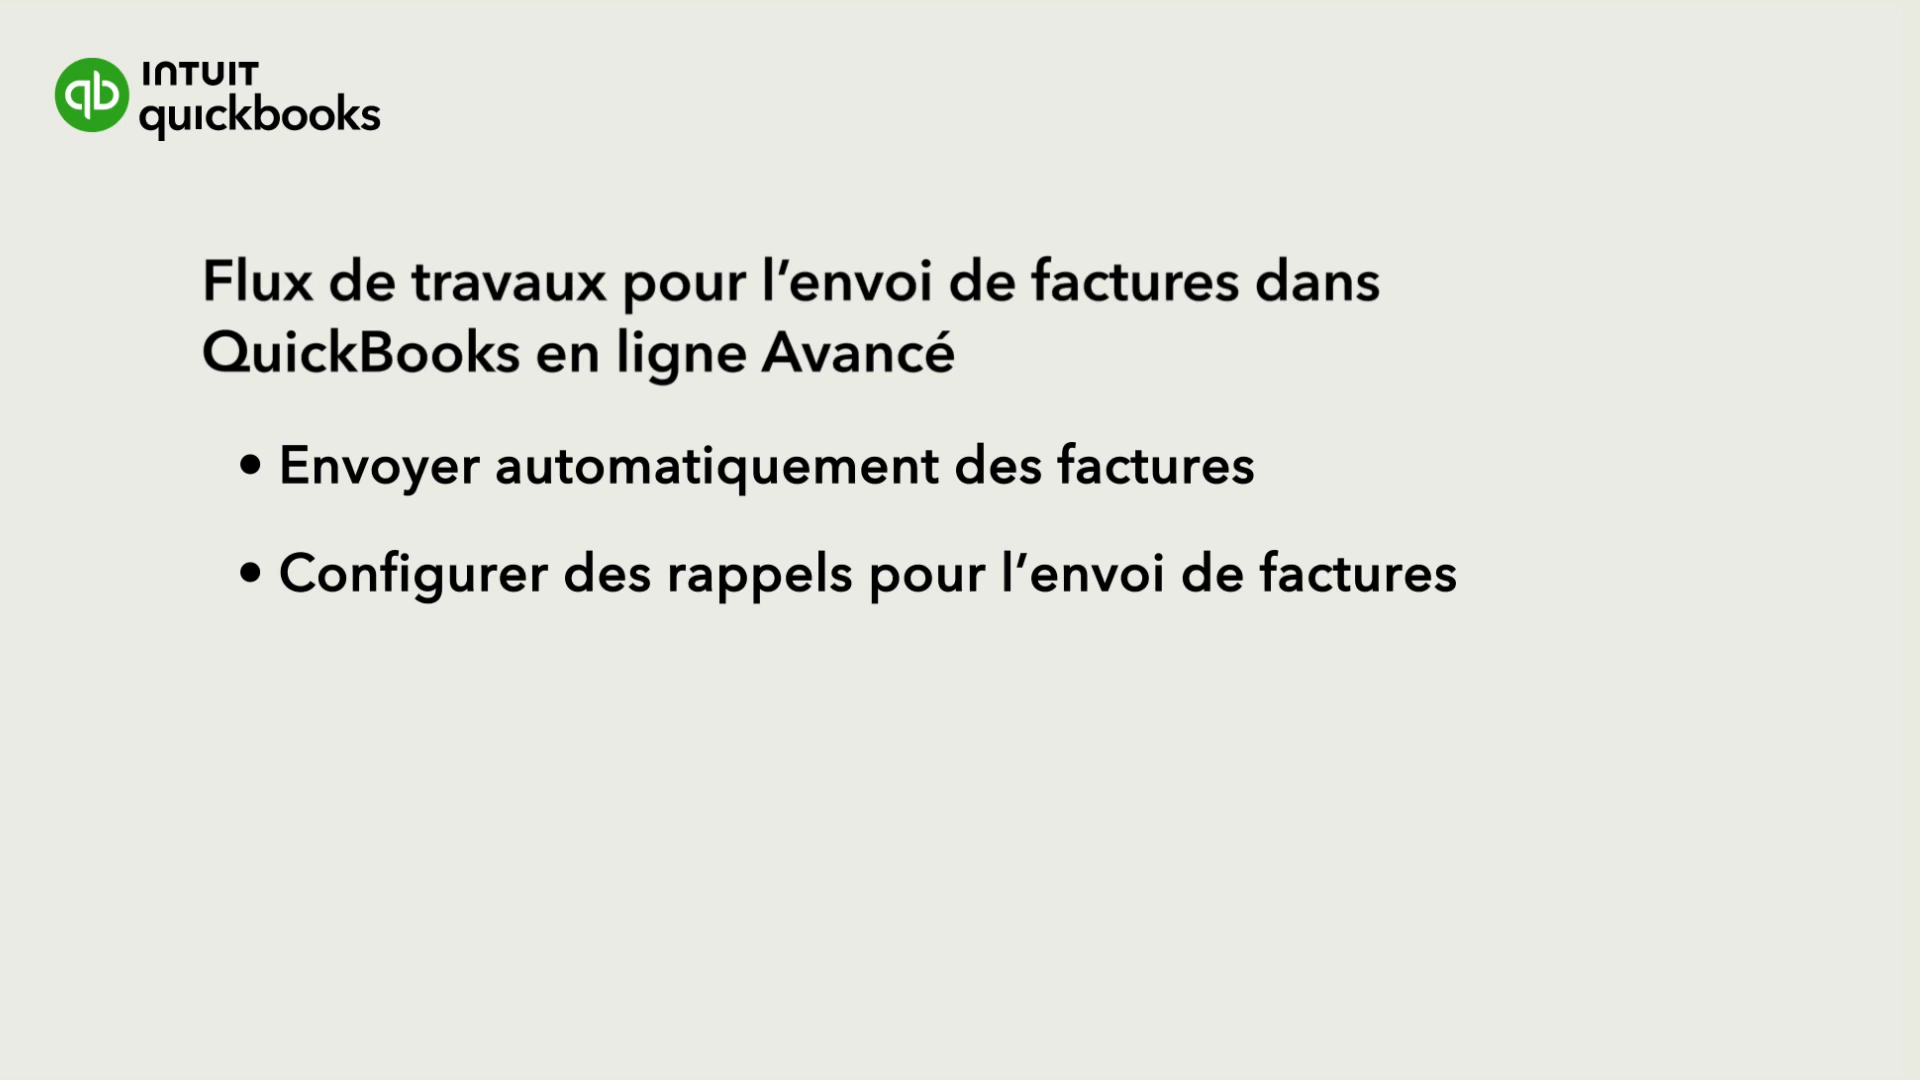 INTUIT
quickbooks
Flux de travaux pour l’envoi de factures dans
QuickBooks en ligne Avancé
• Envoyer automatiquement des factures
• Configurer des rappels pour l’envoi de factures